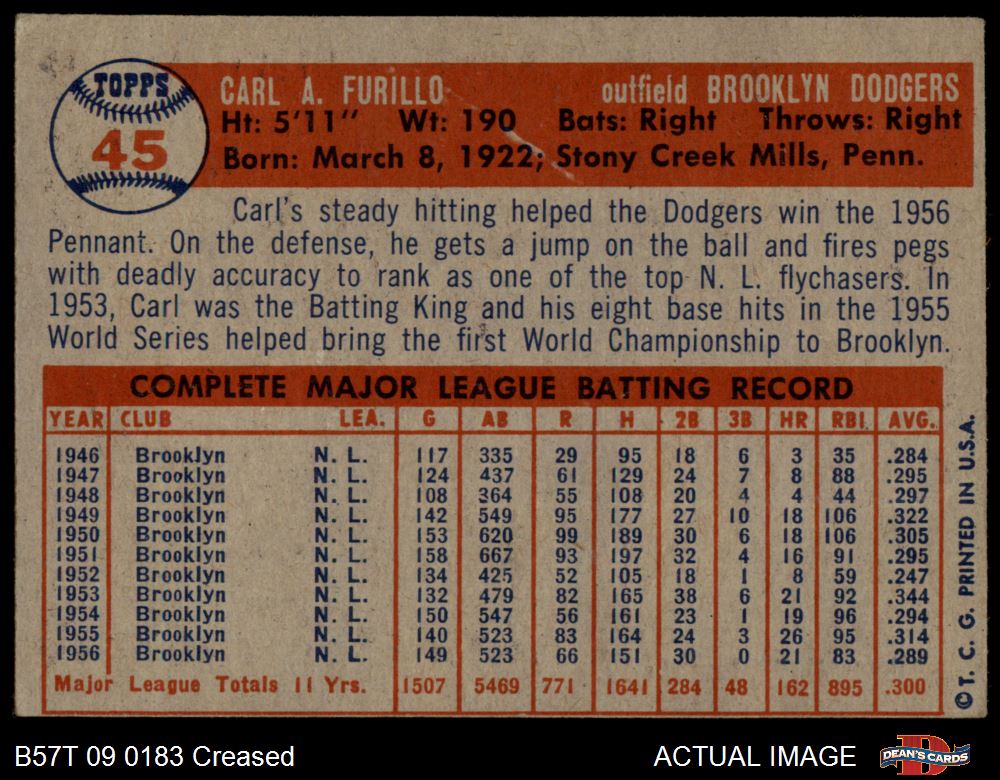 TOPPS
45
CARL A. FURILLO outfield BROOKLYN DODGERS
Ht: 5'11" Wt: 190 Bats: Right Throws: Right
Born: March 8, 1922; Stony Creek Mills, Penn.
Carl's steady hitting helped the Dodgers win the 1956
Pennant. On the defense, he gets a jump on the ball and fires pegs
with deadly accuracy to rank as one of the top N. L. flychasers. In
1953, Carl was the Batting King and his eight base hits in the 1955
World Series helped bring the first World Championship to Brooklyn.
COMPLETE MAJOR LEAGUE BATTING RECORD
YEAR CLUB LEA. G AB R H 2B 3B HR RBI. AVG.
1946 Brooklyn N. L. 117 335 29 95 18 6 3 35 .284
1947 Brooklyn N. L. 124 437 61 129 24 7 8 88 .295
1948 Brooklyn N. L. 108 364 55 108 20 4 4 44 .297
1949 Brooklyn N. L. 142 549 95 177 27 10 18 106 .322
1950 Brooklyn N. L. 153 620 99 189 30 6 18 106 .305
1951 Brooklyn N. L. 158 667 93 197 32 4 16 91 .295
1952 Brooklyn N. L. 134 425 52 105 18 1 8 59 .247
1953 Brooklyn N. L. 132 479 82 165 38 6 21 92 .344
1954 Brooklyn N. L. 150 547 56 161 23 1 19 96 .294
1955 Brooklyn N. L. 140 523 83 164 24 3 26 95 .314
1956 Brooklyn N. L. 149 523 66 151 30 0 21 83 .289
Major League Totals 11 Yrs. 1507 5469 771 1641 284 48 162 895 .300
©T. C. G. PRINTED IN U.S.A.
B57T 09 0183 Creased ACTUAL IMAGE
DEAN'S CARDS